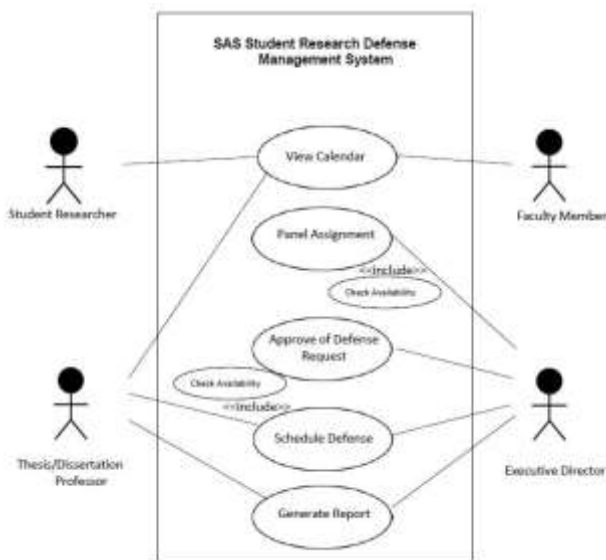 SAS Student Research Defense
Management System
View Calendar
Student Researcher
Faculty Member
Panel Assignment
<<Include>>
Check Availability
Approve of Defense
Request
Check Availability
<<Include>>
Schedule Defense
Thesis/Dissertation
Professor
Executive Director
Generate Report